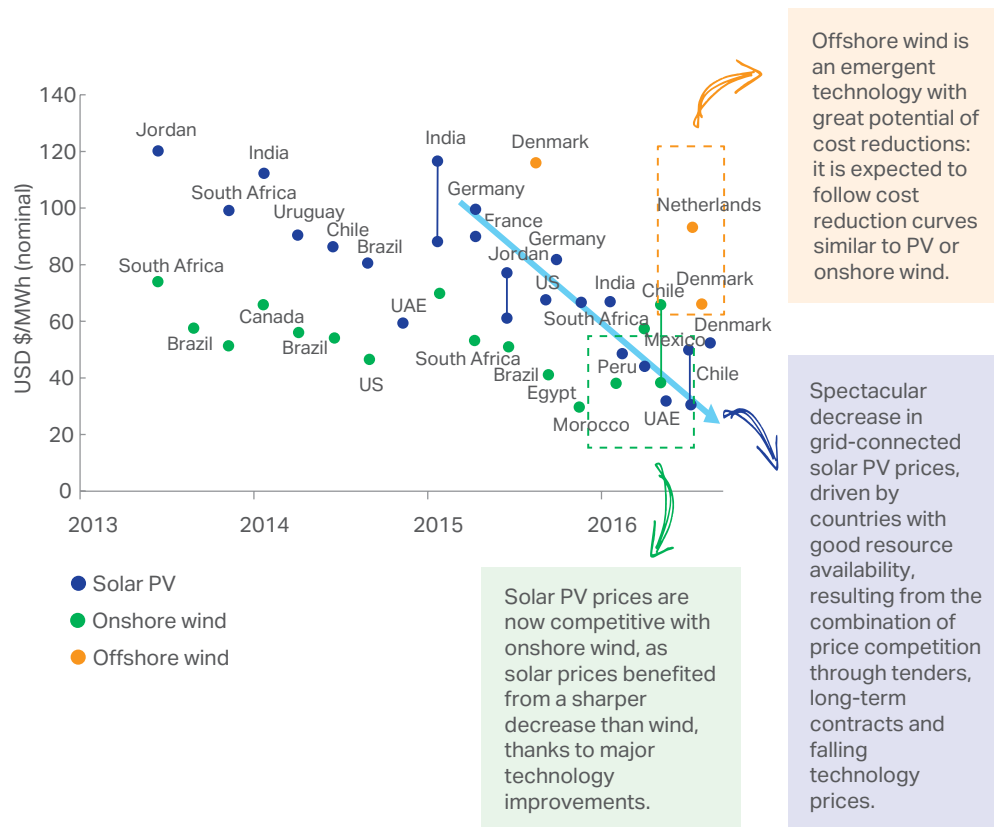 Offshore wind is
an emergent
technology with
great potential of
cost reductions:
it is expected to
follow cost
reduction curves
similar to PV or
onshore wind.
USD $/MWh (nominal)
140
120
100
80
60
40
20
0
2013
2014
2015
2016
Jordan
India
South Africa
Uruguay
Chile
Brazil
South Africa
Brazil
Canada
Brazil
US
UAE
India
Denmark
Germany
France
Germany
Jordan
US
India
South Africa
South Africa
Brazil
Egypt
Morocco
Peru
Chile
Mexico
UAE
Netherlands
Denmark
Denmark
Chile
Solar PV
Onshore wind
Offshore wind
Solar PV prices are
now competitive with
onshore wind, as
solar prices benefited
from a sharper
decrease than wind,
thanks to major
technology
improvements.
Spectacular
decrease in
grid-connected
solar PV prices,
driven by
countries with
good resource
availability,
resulting from the
combination of
price competition
through tenders,
long-term
contracts and
falling
technology
prices.